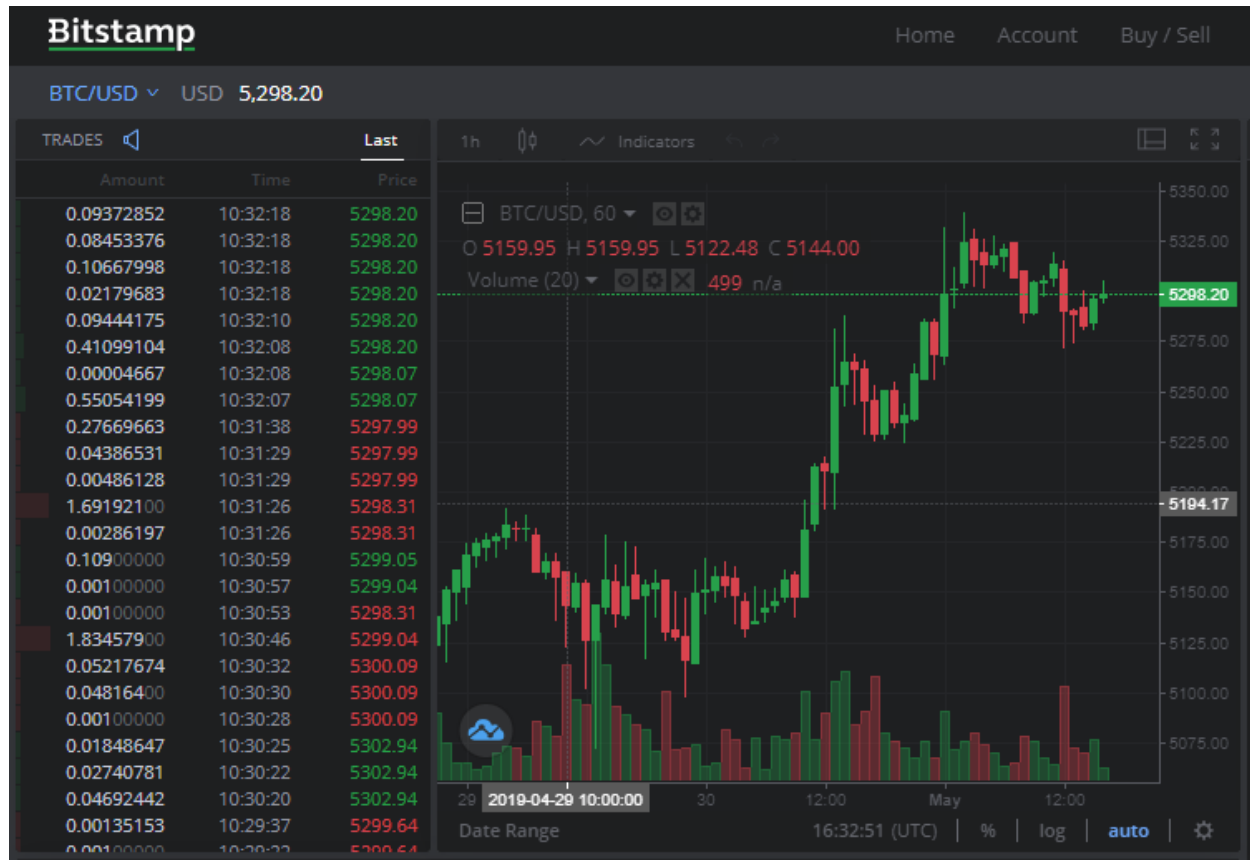 Bitstamp
Home Account Buy / Sell
BTC/USD USD 5,298.20
TRADES Last
Amount Time Price
0.09372852 10:32:18 5298.20
0.08453376 10:32:18 5298.20
0.10667998 10:32:18 5298.20
0.02179683 10:32:18 5298.20
0.09444175 10:32:10 5298.20
0.41099104 10:32:08 5298.20
0.00004667 10:32:08 5298.07
0.55054199 10:32:07 5298.07
0.27669663 10:31:38 5297.99
0.04386531 10:31:29 5297.99
0.00486128 10:31:29 5297.99
1.69192100 10:31:26 5298.31
0.00286197 10:31:26 5298.31
0.10900000 10:30:59 5299.05
0.00100000 10:30:57 5299.04
0.00100000 10:30:53 5298.31
1.83457900 10:30:46 5299.04
0.05217674 10:30:32 5300.09
0.04816400 10:30:30 5300.09
0.00100000 10:30:28 5300.09
0.01848647 10:30:25 5302.94
0.02740781 10:30:22 5302.94
0.04692442 10:30:20 5302.94
0.00135153 10:29:37 5299.64
1h Indicators
BTC/USD, 60
O 5159.95 H 5159.95 L 5122.48 C 5144.00
Volume (20) 499 n/a
5350.00
5325.00
5298.20
5275.00
5250.00
5225.00
5194.17
5175.00
5150.00
5125.00
5100.00
5075.00
29 2019-04-29 10:00:00 30 12:00 May 12:00
Date Range 16:32:51 (UTC) % log auto